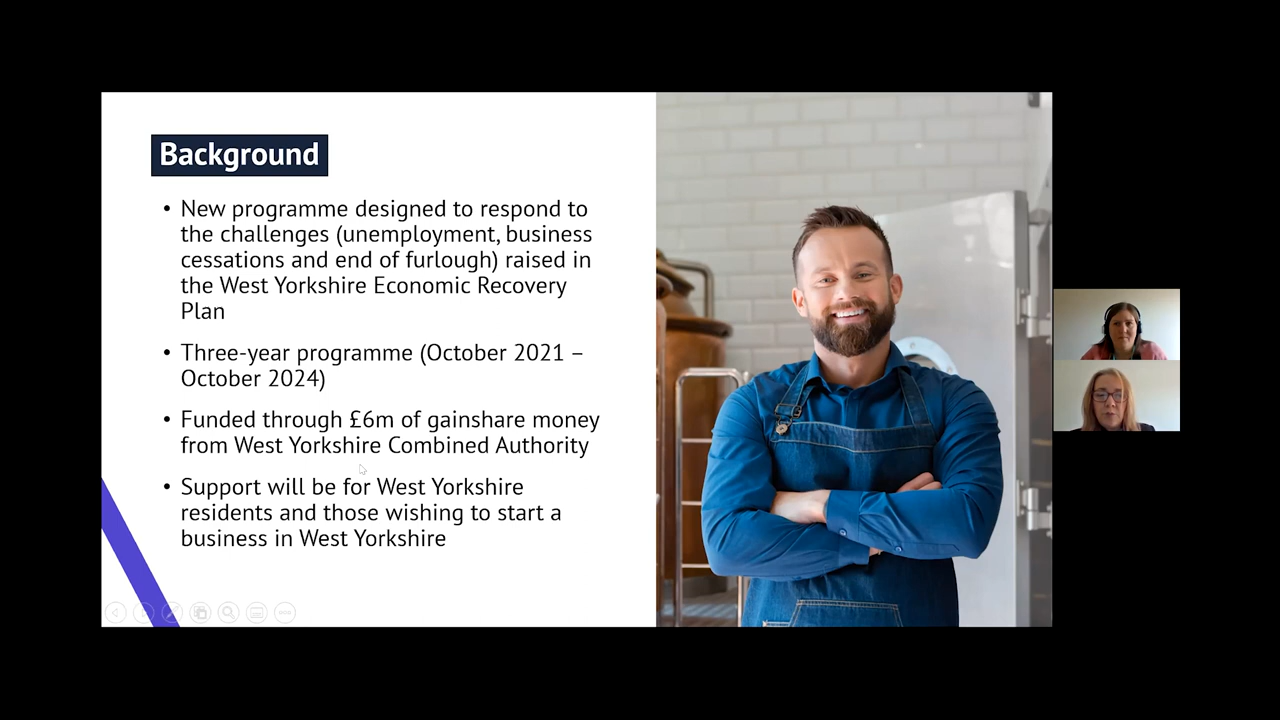 Background
• New programme designed to respond to
the challenges (unemployment, business
cessations and end of furlough) raised in
the West Yorkshire Economic Recovery
Plan
• Three-year programme (October 2021 –
October 2024)
• Funded through £6m of gainshare money
from West Yorkshire Combined Authority
• Support will be for West Yorkshire
residents and those wishing to start a
business in West Yorkshire